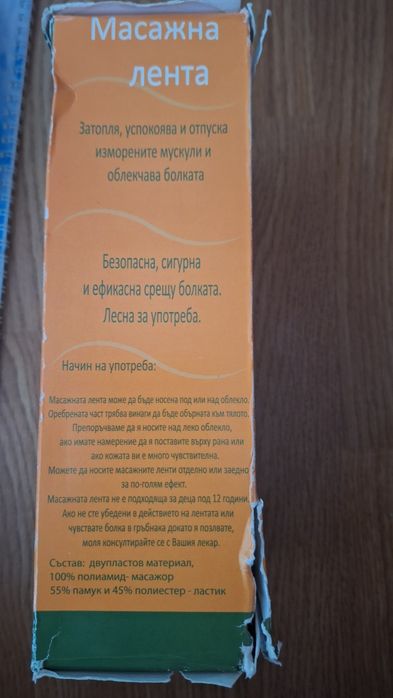 Масажна
лента
Затопля, успокоява и отпуска
изморените мускули и
облекчава болката
Безопасна, сигурна
и ефикасна срещу болката.
Лесна за употреба.
Начин на употреба:
Масажната лента може да бъде носена под или над облекло.
Оребрената част трябва винаги да бъде обърната към тялото.
Препоръчваме да я носите над леко облекло,
ако имате намерение да я поставите върху рана или
ако кожата ви е много чувствителна.
Можете да носите масажните ленти отделно или заедно
за по-голям ефект.
Масажната лента не е подходяща за деца под 12 години.
Ако не сте убедени в действието на лентата или
чувствате болка в гръбнака докато я позлвате,
моля консултирайте се с Вашия лекар.
Състав: двупластов материал,
100% полиамид- масажор
55% памук и 45% полиестер - ластик